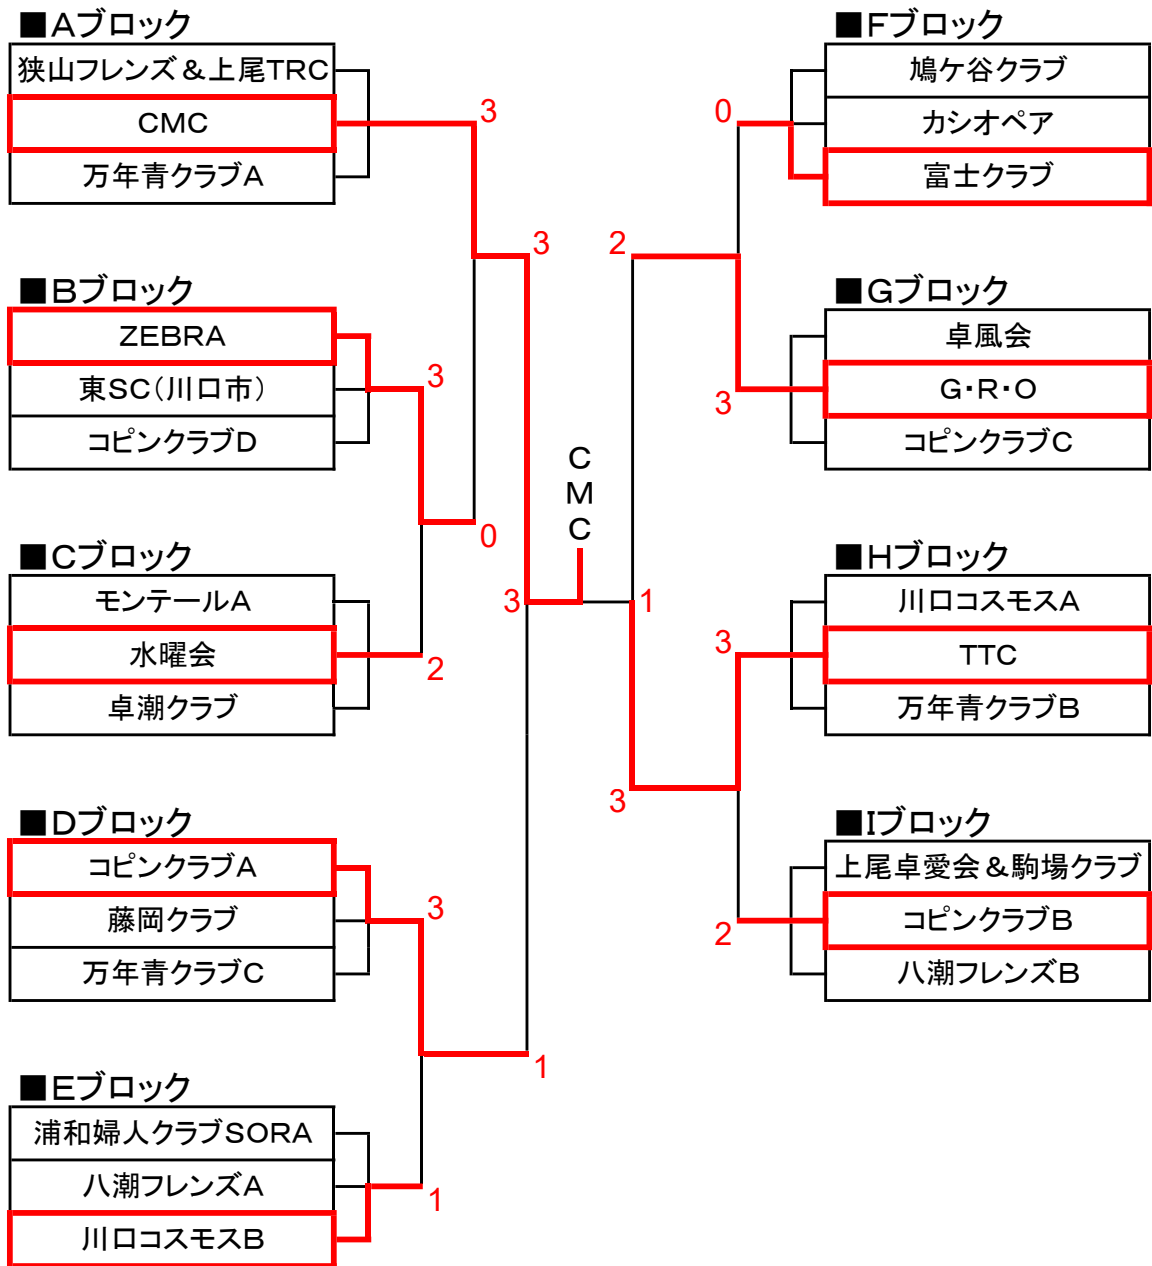 ■Aブロック
狭山フレンズ＆上尾TRC
CMC
万年青クラブA
3
■Bブロック
ZEBRA
東SC（川口市）
コピンクラブD
3
3
0
■Cブロック
モンテールA
水曜会
卓潮クラブ
2
■Dブロック
コピンクラブA
藤岡クラブ
万年青クラブC
3
1
■Eブロック
浦和婦人クラブSORA
八潮フレンズA
川口コスモスB
1
C
M
C
3
1
■Fブロック
鳩ケ谷クラブ
カシオペア
富士クラブ
0
2
■Gブロック
卓風会
G・R・O
コピンクラブC
3
■Hブロック
川口コスモスA
TTC
万年青クラブB
3
3
■Iブロック
上尾卓愛会＆駒場クラブ
コピンクラブB
八潮フレンズB
2